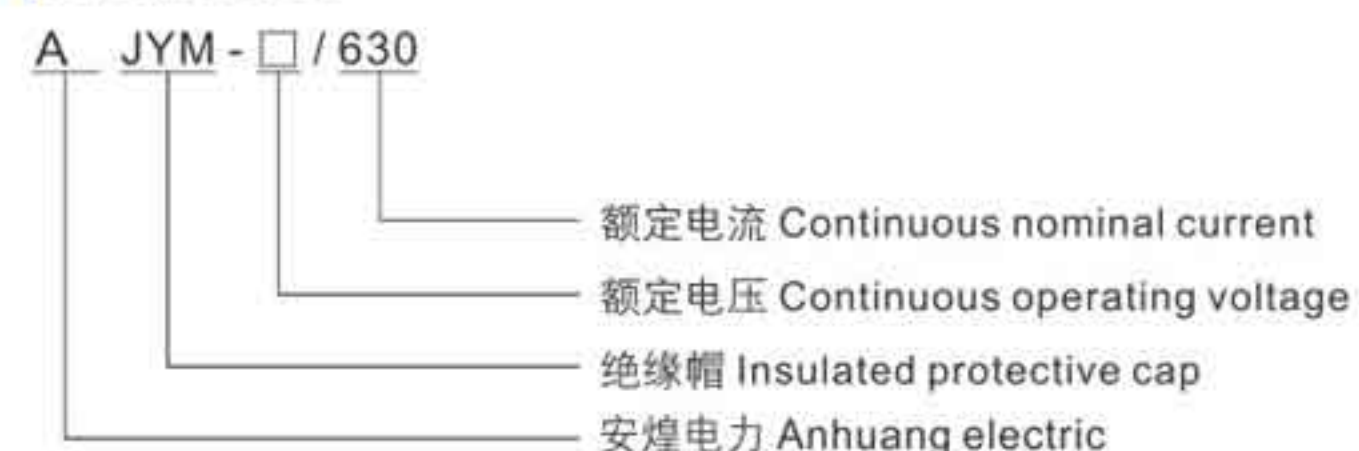 A JYM - □ / 630
额定电流 Continuous nominal current
额定电压 Continuous operating voltage
绝缘帽 Insulated protective cap
安煌电力 Anhuang electric